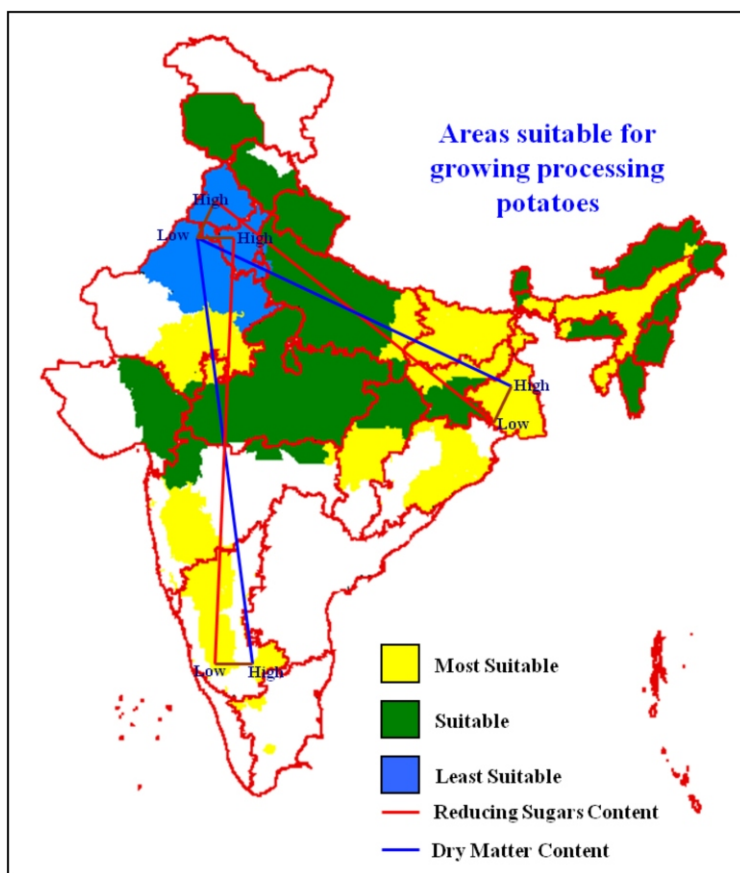 Areas suitable for
growing processing
potatoes
High
Low
High
High
Low
Low
High
Most Suitable
Suitable
Least Suitable
Reducing Sugars Content
Dry Matter Content